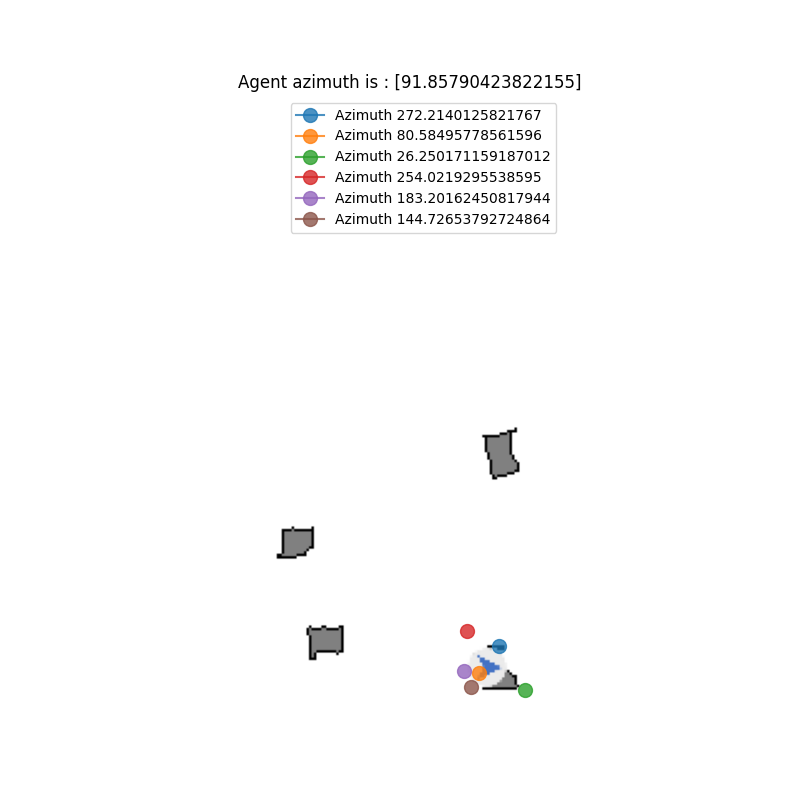 Agent azimuth is : [91.85790423822155]
Azimuth 272.2140125821767
Azimuth 80.58495778561596
Azimuth 26.250171159187012
Azimuth 254.0219295538595
Azimuth 183.20162450817944
Azimuth 144.72653792724864